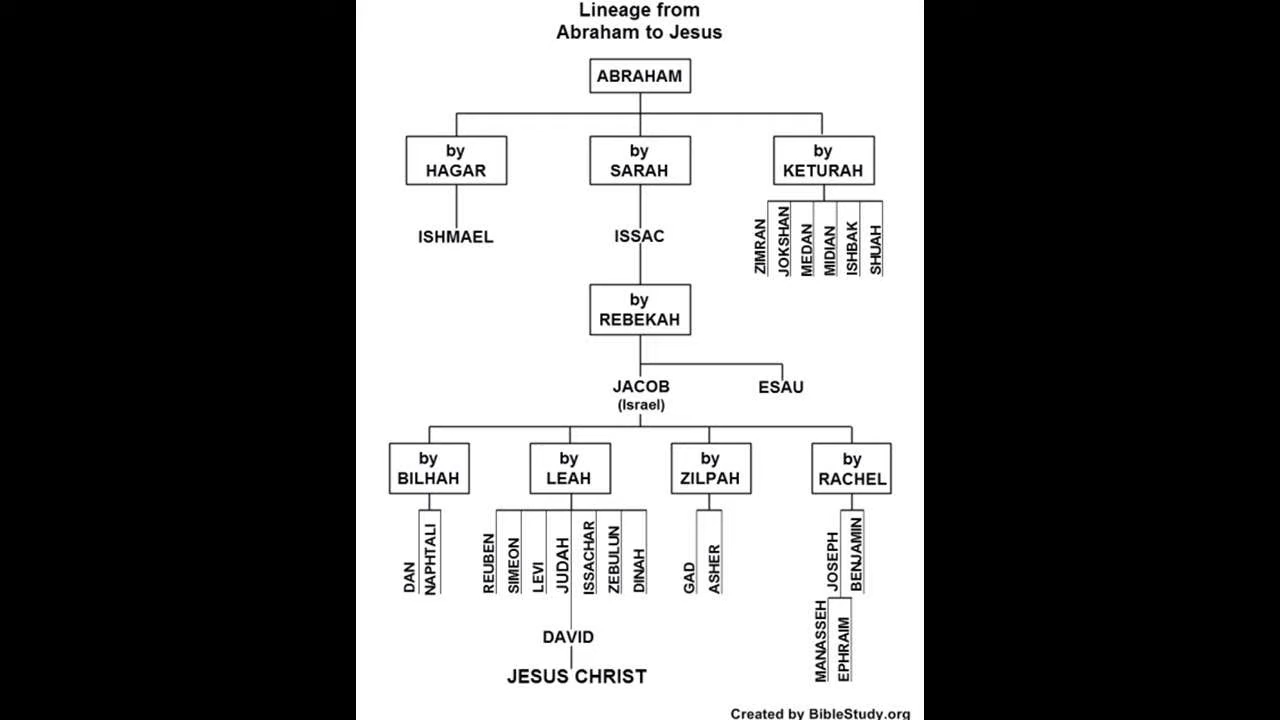 Lineage from
Abraham to Jesus
ABRAHAM
by
HAGAR
by
SARAH
by
KETURAH
ISHMAEL
ISSAC
ZIMRAN
JOKSHAN
MEDAN
MIDIAN
ISHBAK
SHUAH
by
REBEKAH
JACOB
(Israel)
ESAU
by
BILHAH
by
LEAH
by
ZILPAH
by
RACHEL
DAN
NAPHTALI
REUBEN
SIMEON
LEVI
JUDAH
ISSACHAR
ZEBULUN
DINAH
GAD
ASHER
JOSEPH
BENJAMIN
MANASSEH
EPHRAIM
DAVID
JESUS CHRIST
Created by BibleStudy.org